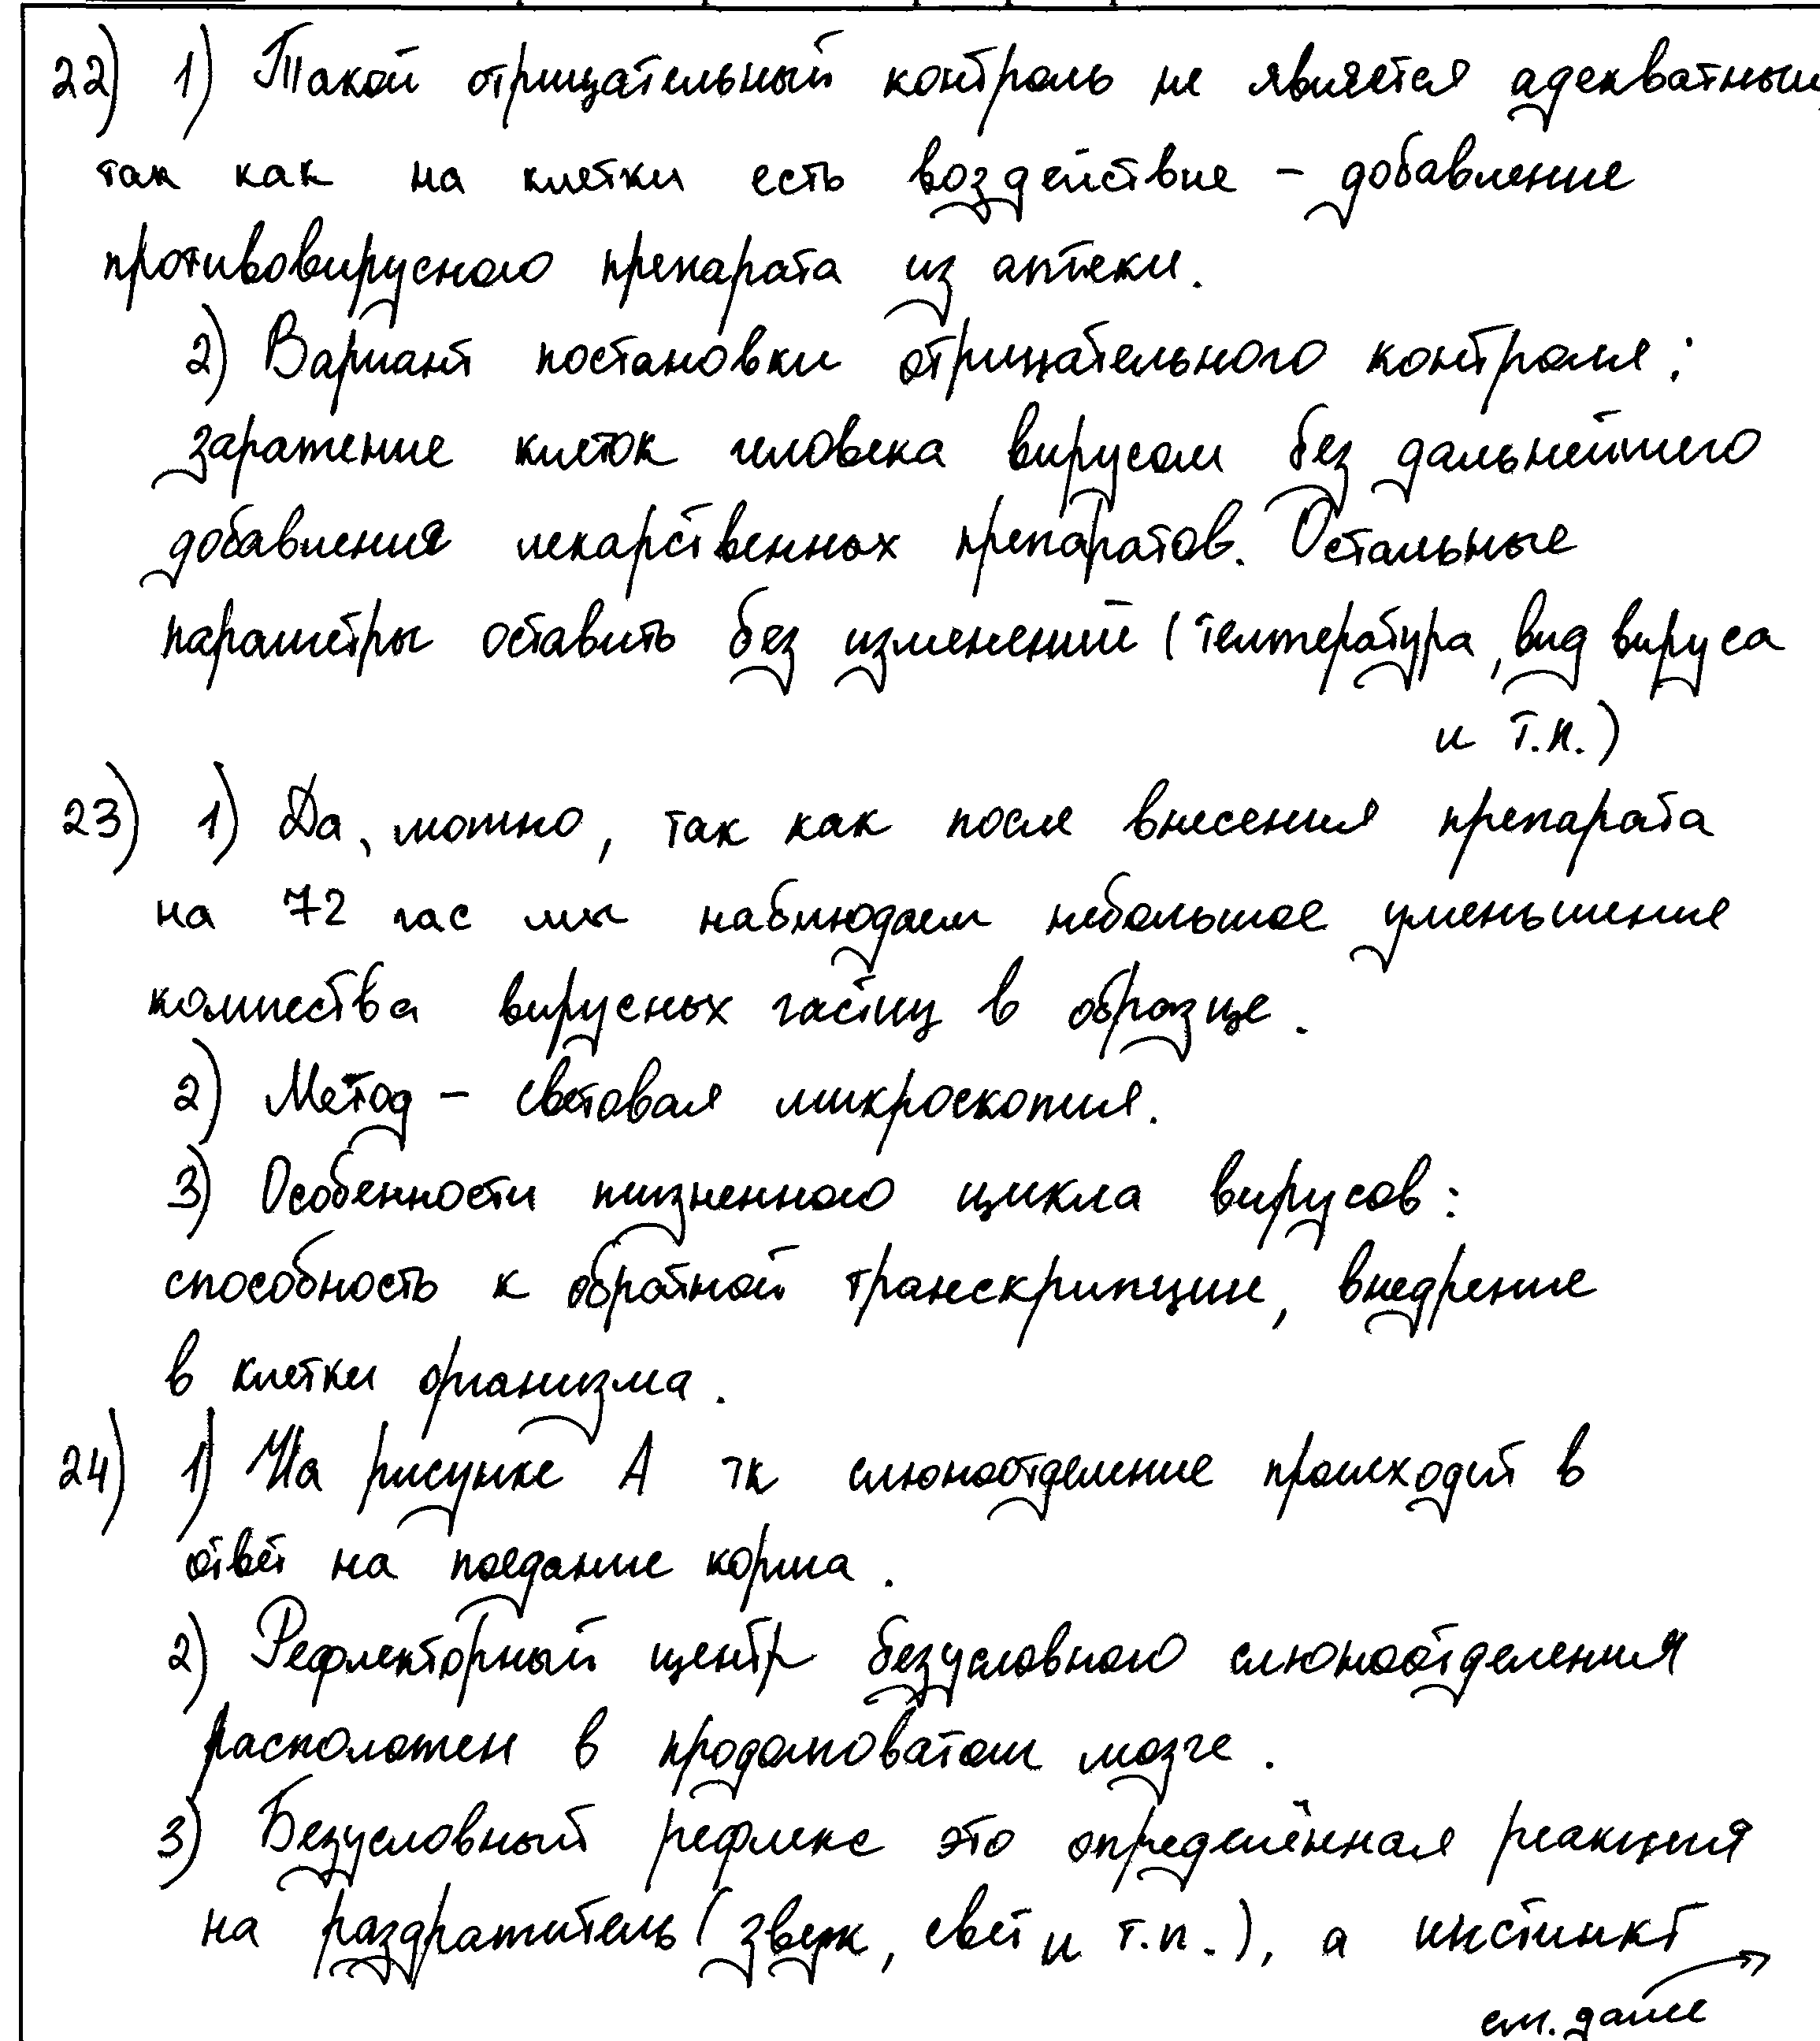 22) 1) Такой отрицательный контроль не является адекватным,
так как на клетки есть воздействие – добавление
противовирусного препарата из аптеки.
2) Вариант постановки отрицательного контроля:
заражение клеток человека вирусом без дальнейшего
добавления лекарственных препаратов. Остальные
параметры оставить без изменений (температура, вид вируса
и т.п.)
23) 1) Да, можно, так как после внесения препарата
на 72 час мы наблюдаем небольшое уменьшение
количества вирусных частиц в образце.
2) Метод – световая микроскопия.
3) Особенности жизненного цикла вирусов:
способность к обратной транскрипции, внедрение
в клетки организма.
24) 1) На рисунке А тк слюноотделение происходит в
ответ на поедание корма.
2) Рефлекторный центр безусловного слюноотделения
расположен в продолговатом мозге.
3) Безусловный рефлекс это определённая реакция
на раздражитель (звук, свет и т.п.), а инстинкт
см. далее